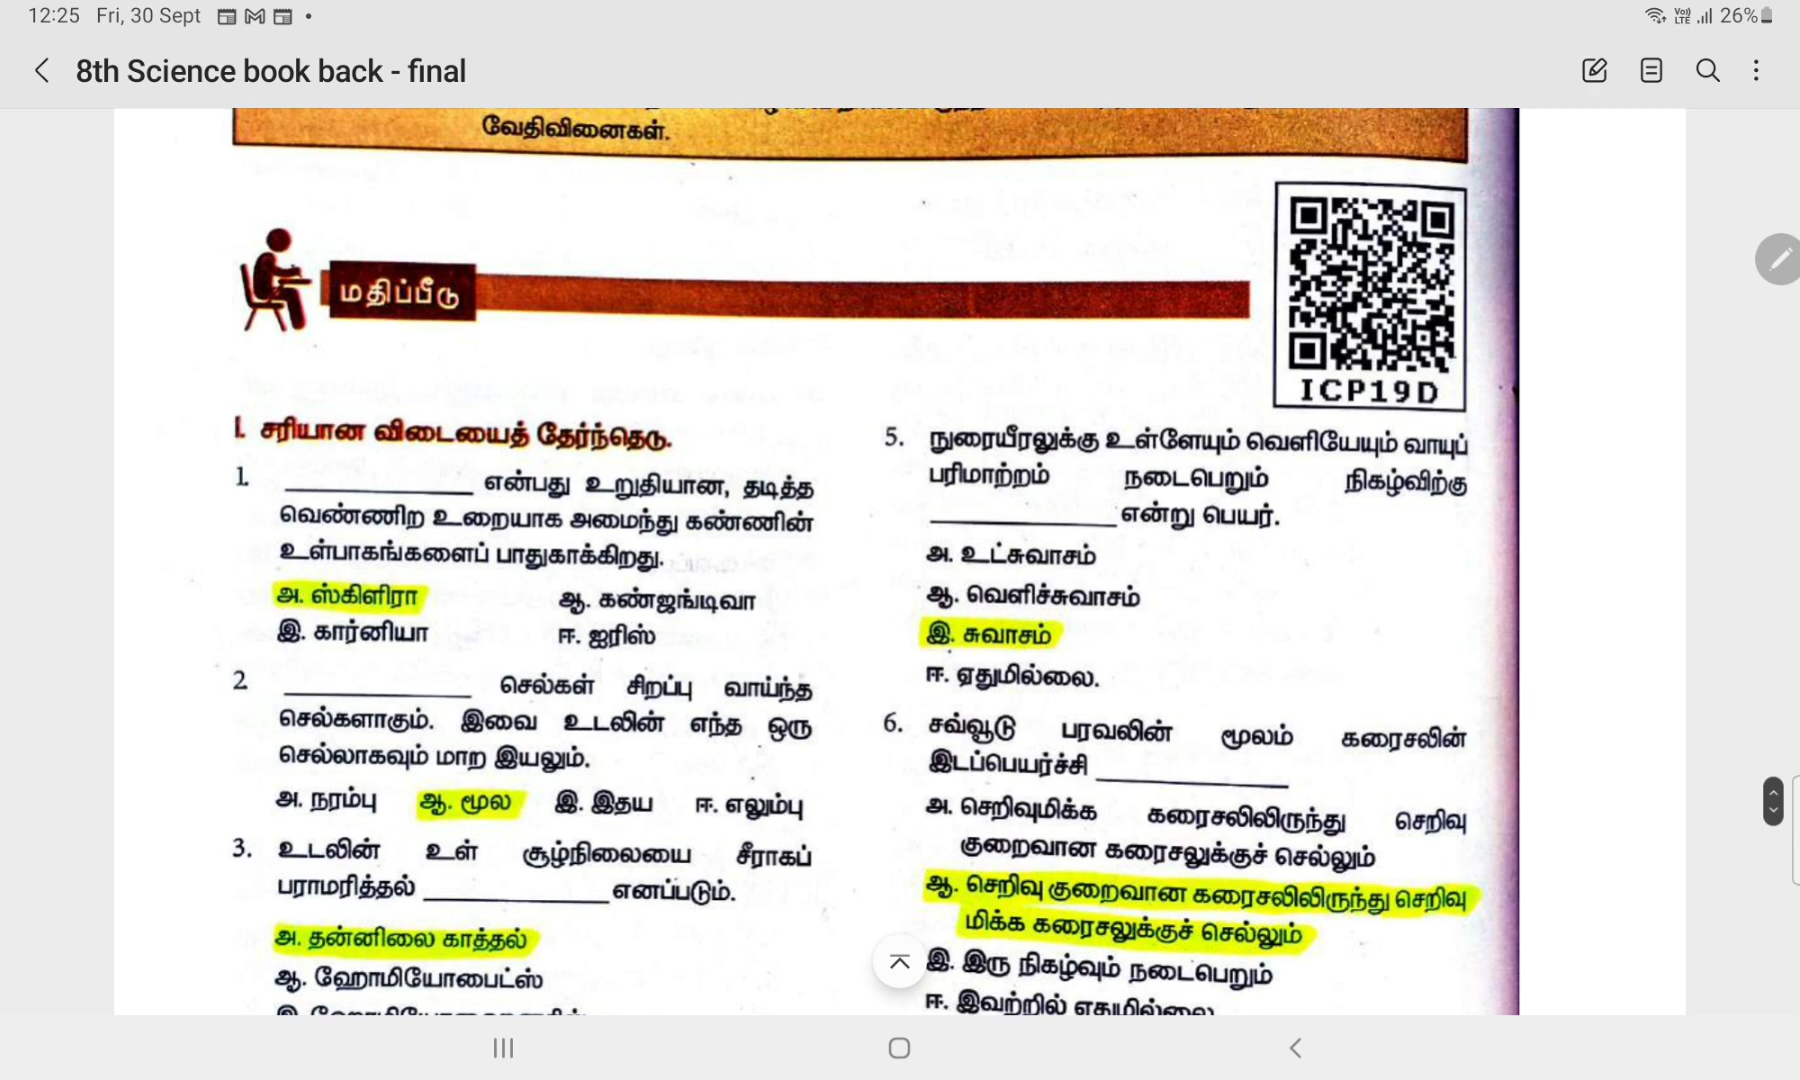 12:25 Fri, 30 Sept
26%
8th Science book back - final
வேதிவினைகள்.
மதிப்பீடு
ICP19D
I. சரியான விடையைத் தேர்ந்தெடு.
1. ________ என்பது உறுதியான, தடித்த
வெண்ணிற உறையாக அமைந்து கண்ணின்
உள்பாகங்களைப் பாதுகாக்கிறது.
அ. ஸ்கிளிரா ஆ. கண்ஜங்டிவா
இ. கார்னியா ஈ. ஐரிஸ்
2 ________ செல்கள் சிறப்பு வாய்ந்த
செல்களாகும். இவை உடலின் எந்த ஒரு
செல்லாகவும் மாற இயலும்.
அ. நரம்பு ஆ. மூல இ. இதய ஈ. எலும்பு
3. உடலின் உள் சூழ்நிலையை சீராகப்
பராமரித்தல் ________ எனப்படும்.
அ. தன்னிலை காத்தல்
ஆ. ஹோமியோபைட்ஸ்
5. நுரையீரலுக்கு உள்ளேயும் வெளியேயும் வாயுப்
பரிமாற்றம் நடைபெறும் நிகழ்விற்கு
________ என்று பெயர்.
அ. உட்சுவாசம்
ஆ. வெளிச்சுவாசம்
இ. சுவாசம்
ஈ. ஏதுமில்லை.
6. சவ்வூடு பரவலின் மூலம் கரைசலின்
இடப்பெயர்ச்சி ________
அ. செறிவுமிக்க கரைசலிலிருந்து செறிவு
குறைவான கரைசலுக்குச் செல்லும்
ஆ. செறிவு குறைவான கரைசலிலிருந்து செறிவு
மிக்க கரைசலுக்குச் செல்லும்
இ. இரு நிகழ்வும் நடைபெறும்
ஈ. இவற்றில் ஏதுமில்லை